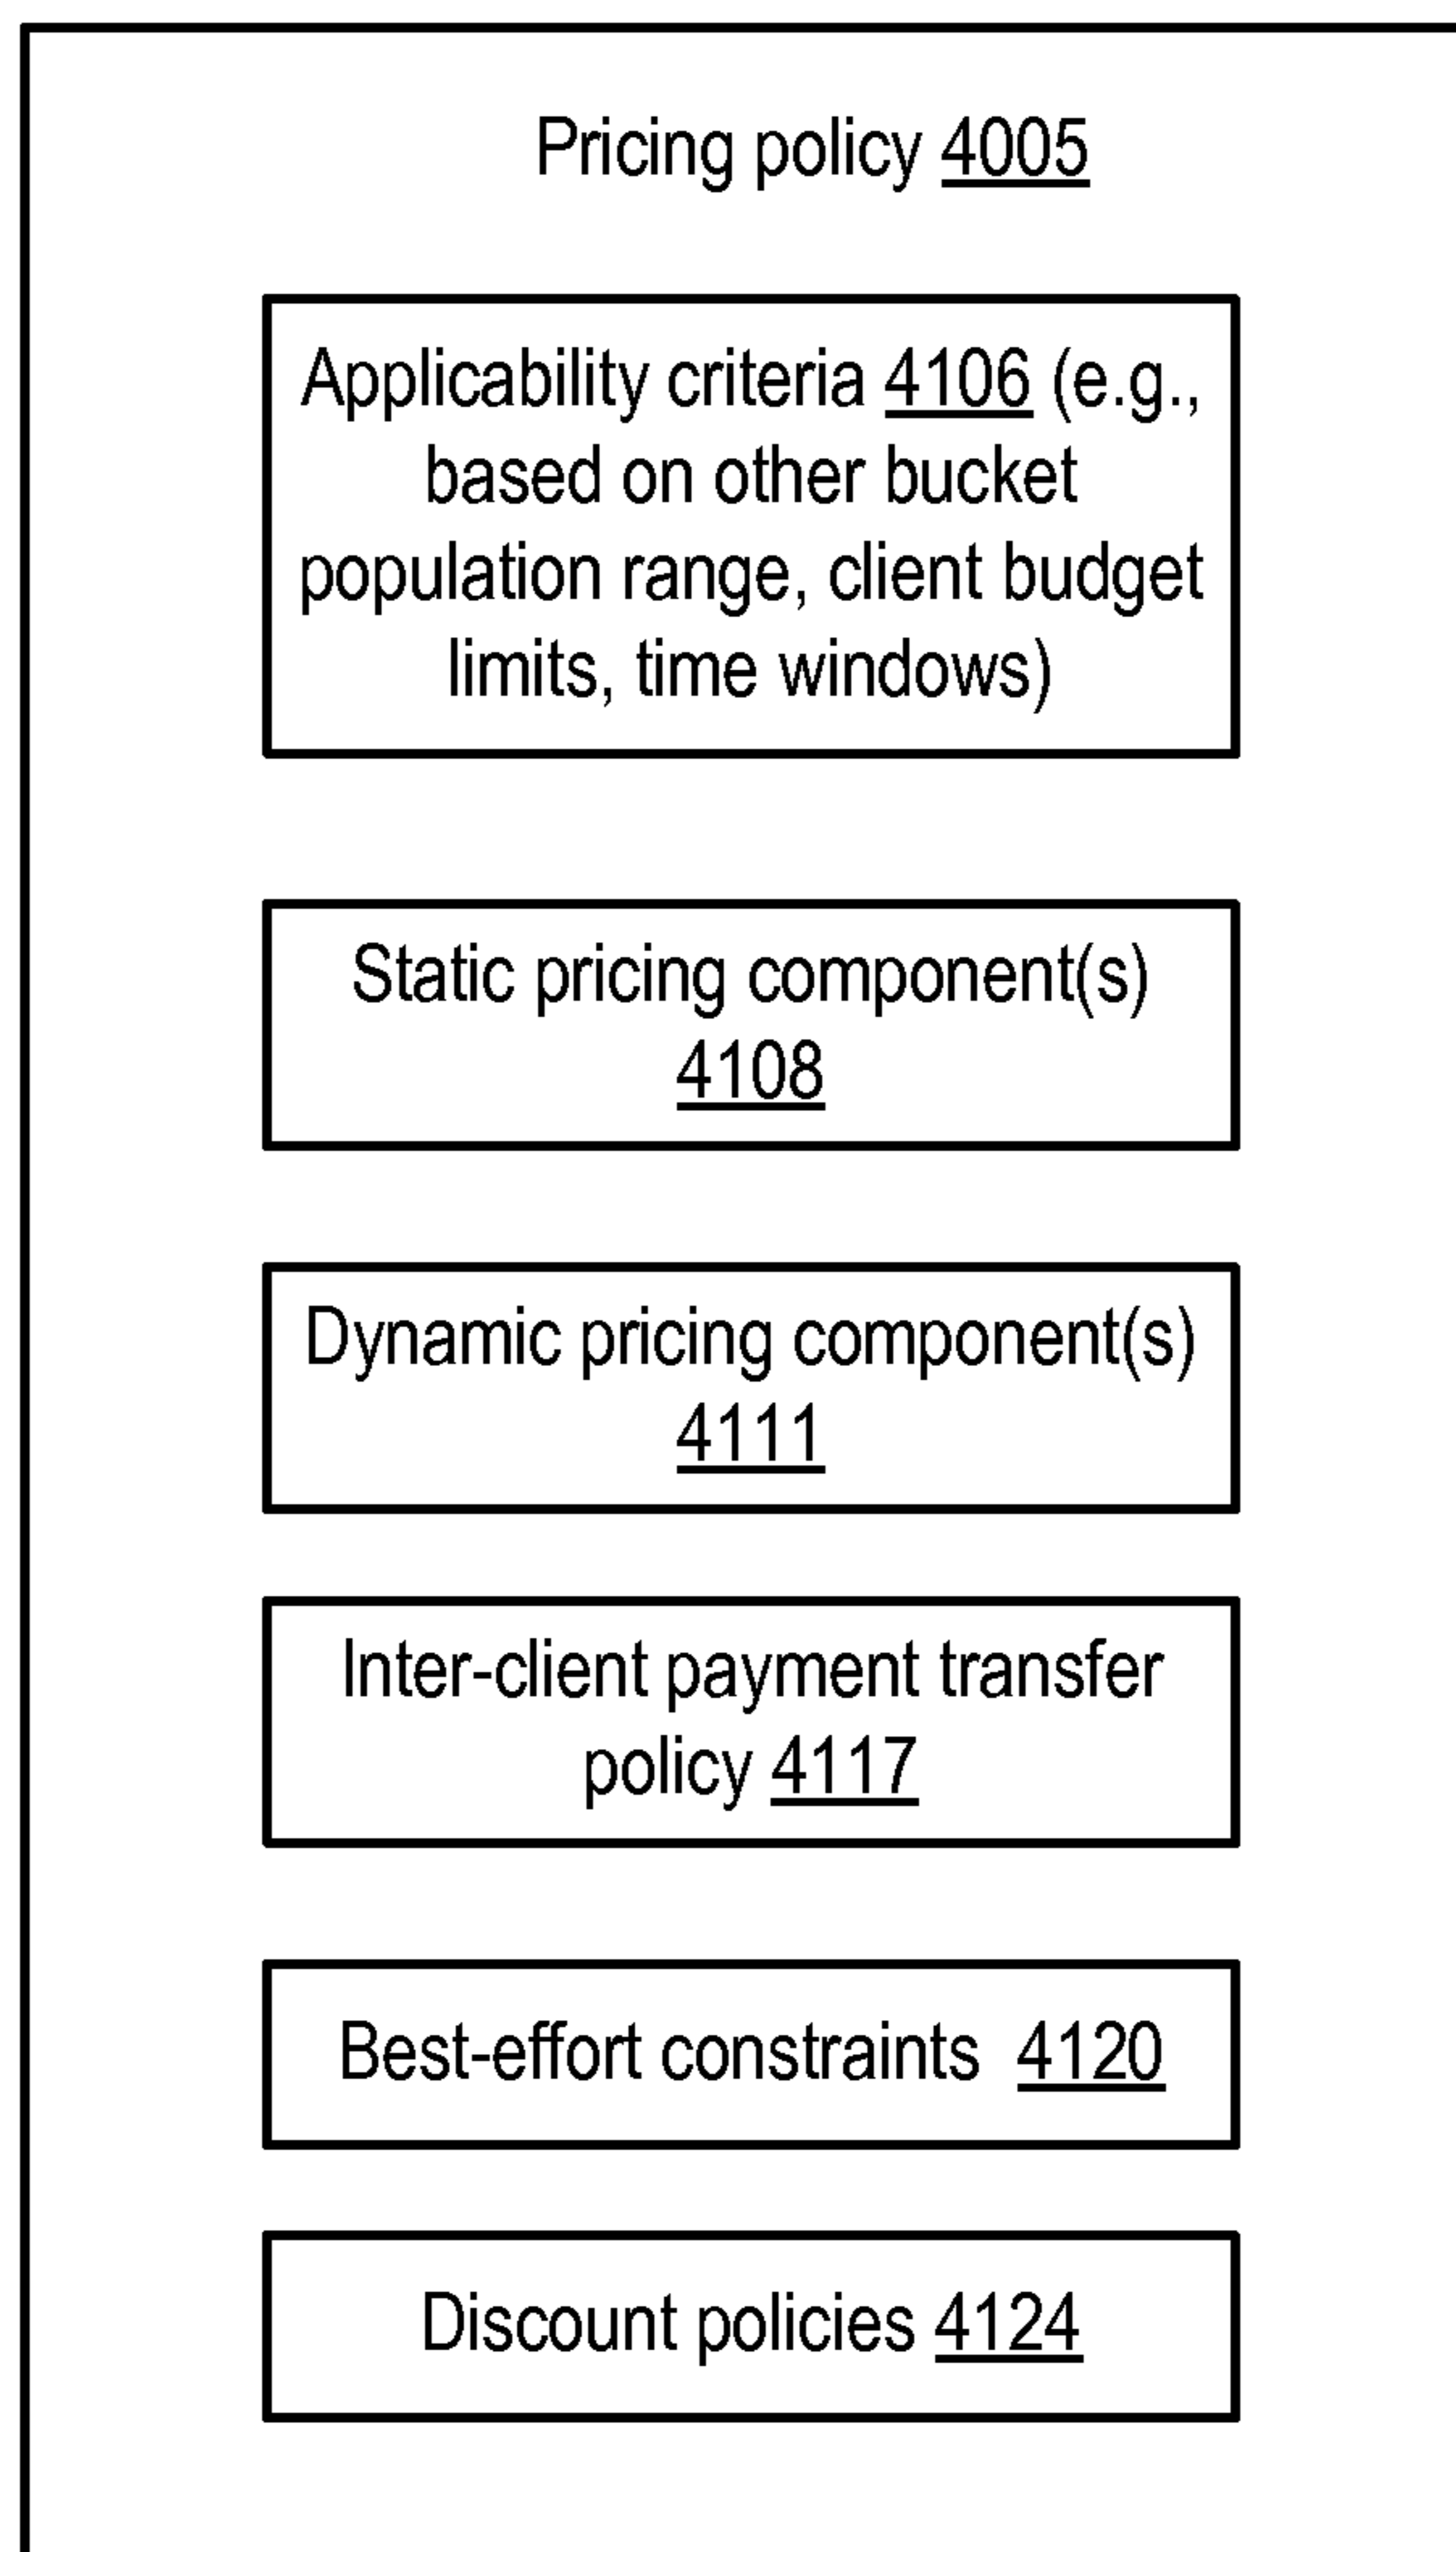 Pricing policy 4005
Applicability criteria 4106 (e.g.,
based on other bucket
population range, client budget
limits, time windows)
Static pricing component(s)
4108
Dynamic pricing component(s)
4111
Inter-client payment transfer
policy 4117
Best-effort constraints 4120
Discount policies 4124